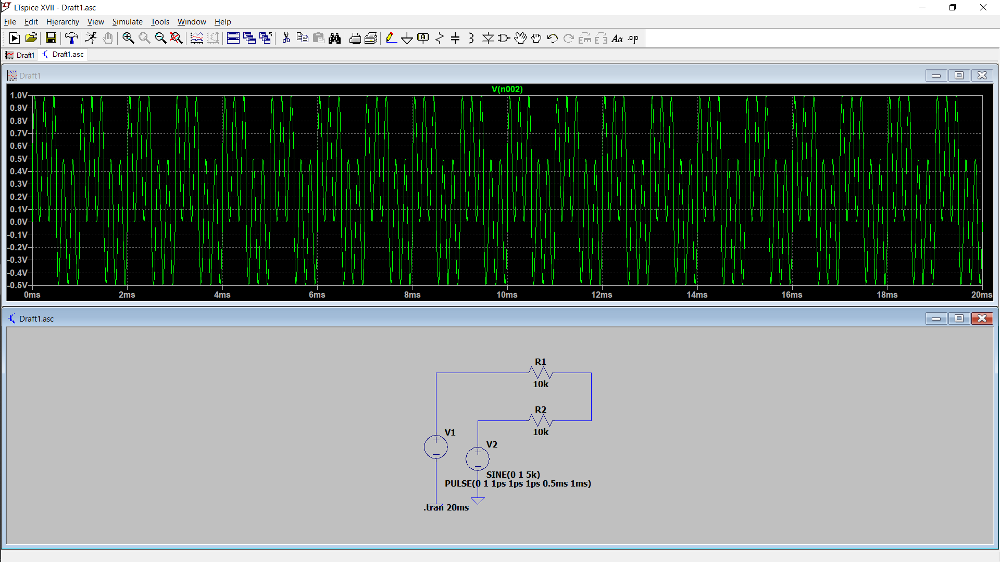 LTspice XVII - Draft1.asc
File Edit Hierarchy View Simulate Tools Window Help
A Aa .op
Draft1 Draft1.asc
Draft1
V(n002)
1.0V
0.9V
0.8V
0.7V
0.6V
0.5V
0.4V
0.3V
0.2V
0.1V
0.0V
-0.1V
-0.2V
-0.3V
-0.4V
-0.5V
0ms 2ms 4ms 6ms 8ms 10ms 12ms 14ms 16ms 18ms 20ms
Draft1.asc
R1
10k
R2
10k
V1
V2
SINE(0 1 5k)
PULSE(0 1 1ps 1ps 1ps 0.5ms 1ms)
.tran 20ms